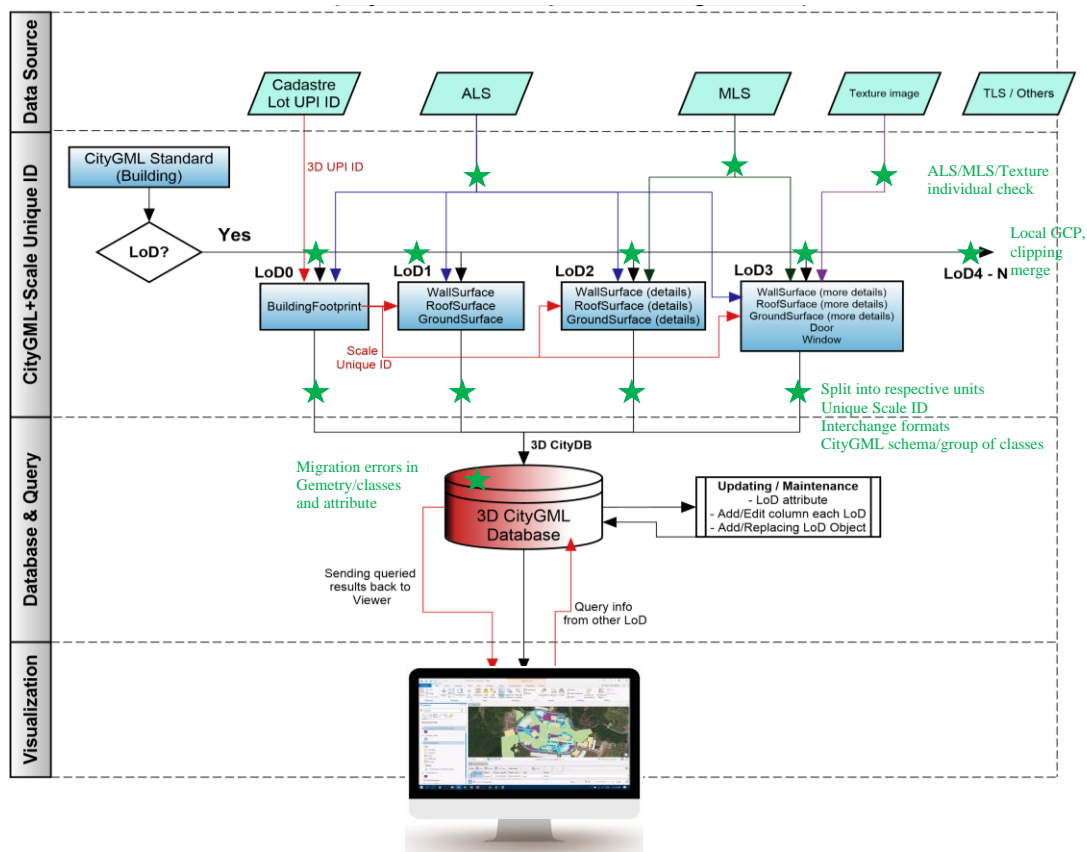 Data Source
Cadastre
Lot UPI ID
ALS
MLS
Texture image
TLS / Others
CityGML+Scale Unique ID
CityGML Standard
(Building)
3D UPI ID
ALS/MLS/Texture
individual check
LoD?
Yes
Local GCP,
clipping
merge
LoD0
LoD1
LoD2
LoD3
LoD4 - N
BuildingFootprint
WallSurface
RoofSurface
GroundSurface
WallSurface (details)
RoofSurface (details)
GroundSurface (details)
WallSurface (more details)
RoofSurface (more details)
GroundSurface (more details)
Door
Window
Scale
Unique ID
Split into respective units
Unique Scale ID
Interchange formats
CityGML schema/group of classes
Database & Query
3D CityDB
Migration errors in
Gemetry/classes
and attribute
3D CityGML
Database
Updating / Maintenance
- LoD attribute
- Add/Edit column each LoD
- Add/Replacing LoD Object
Sending queried
results back to
Viewer
Query info
from other LoD
Visualization